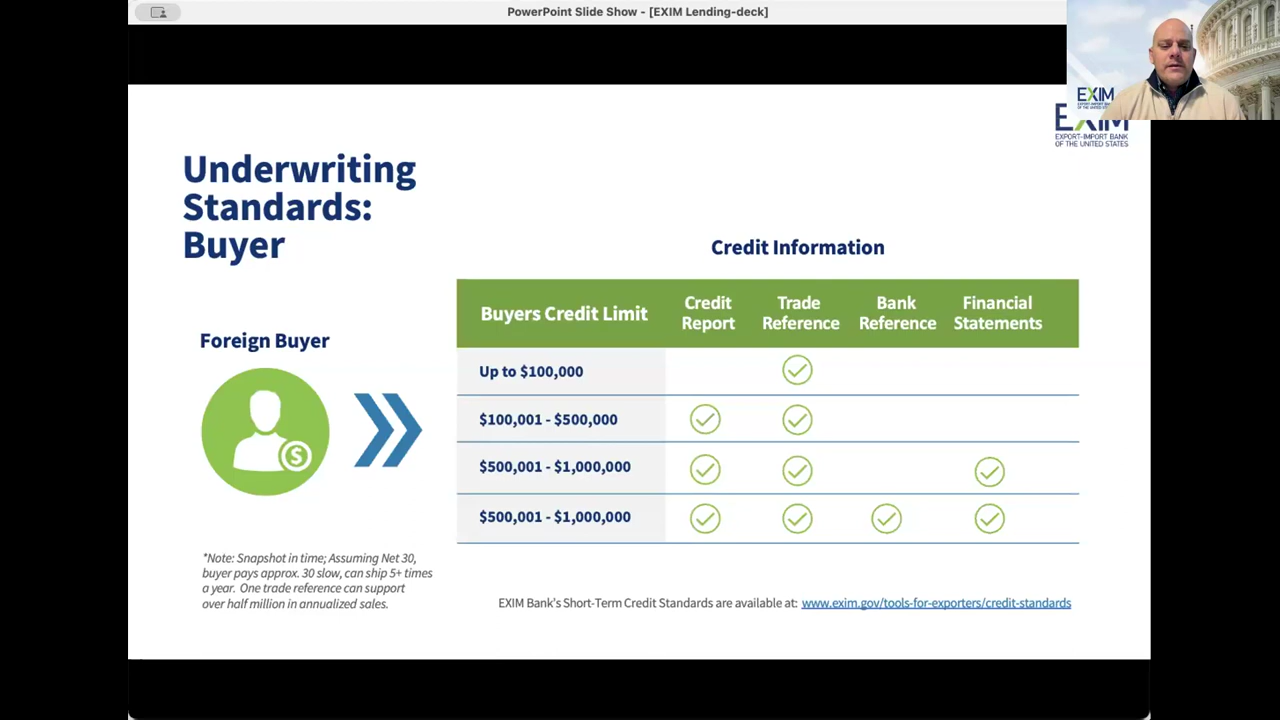 PowerPoint Slide Show - [EXIM Lending-deck]
EXIM
EXIM
EXPORT-IMPORT BANK
OF THE UNITED STATES
Underwriting
Standards:
Buyer
Credit Information
Buyers Credit Limit
Credit
Report
Trade
Reference
Bank
Reference
Financial
Statements
Foreign Buyer
Up to $100,000
$100,001 - $500,000
$500,001 - $1,000,000
$500,001 - $1,000,000
$
*Note: Snapshot in time; Assuming Net 30,
buyer pays approx. 30 slow, can ship 5+ times
a year. One trade reference can support
over half million in annualized sales.
EXIM Bank's Short-Term Credit Standards are available at: www.exim.gov/tools-for-exporters/credit-standards